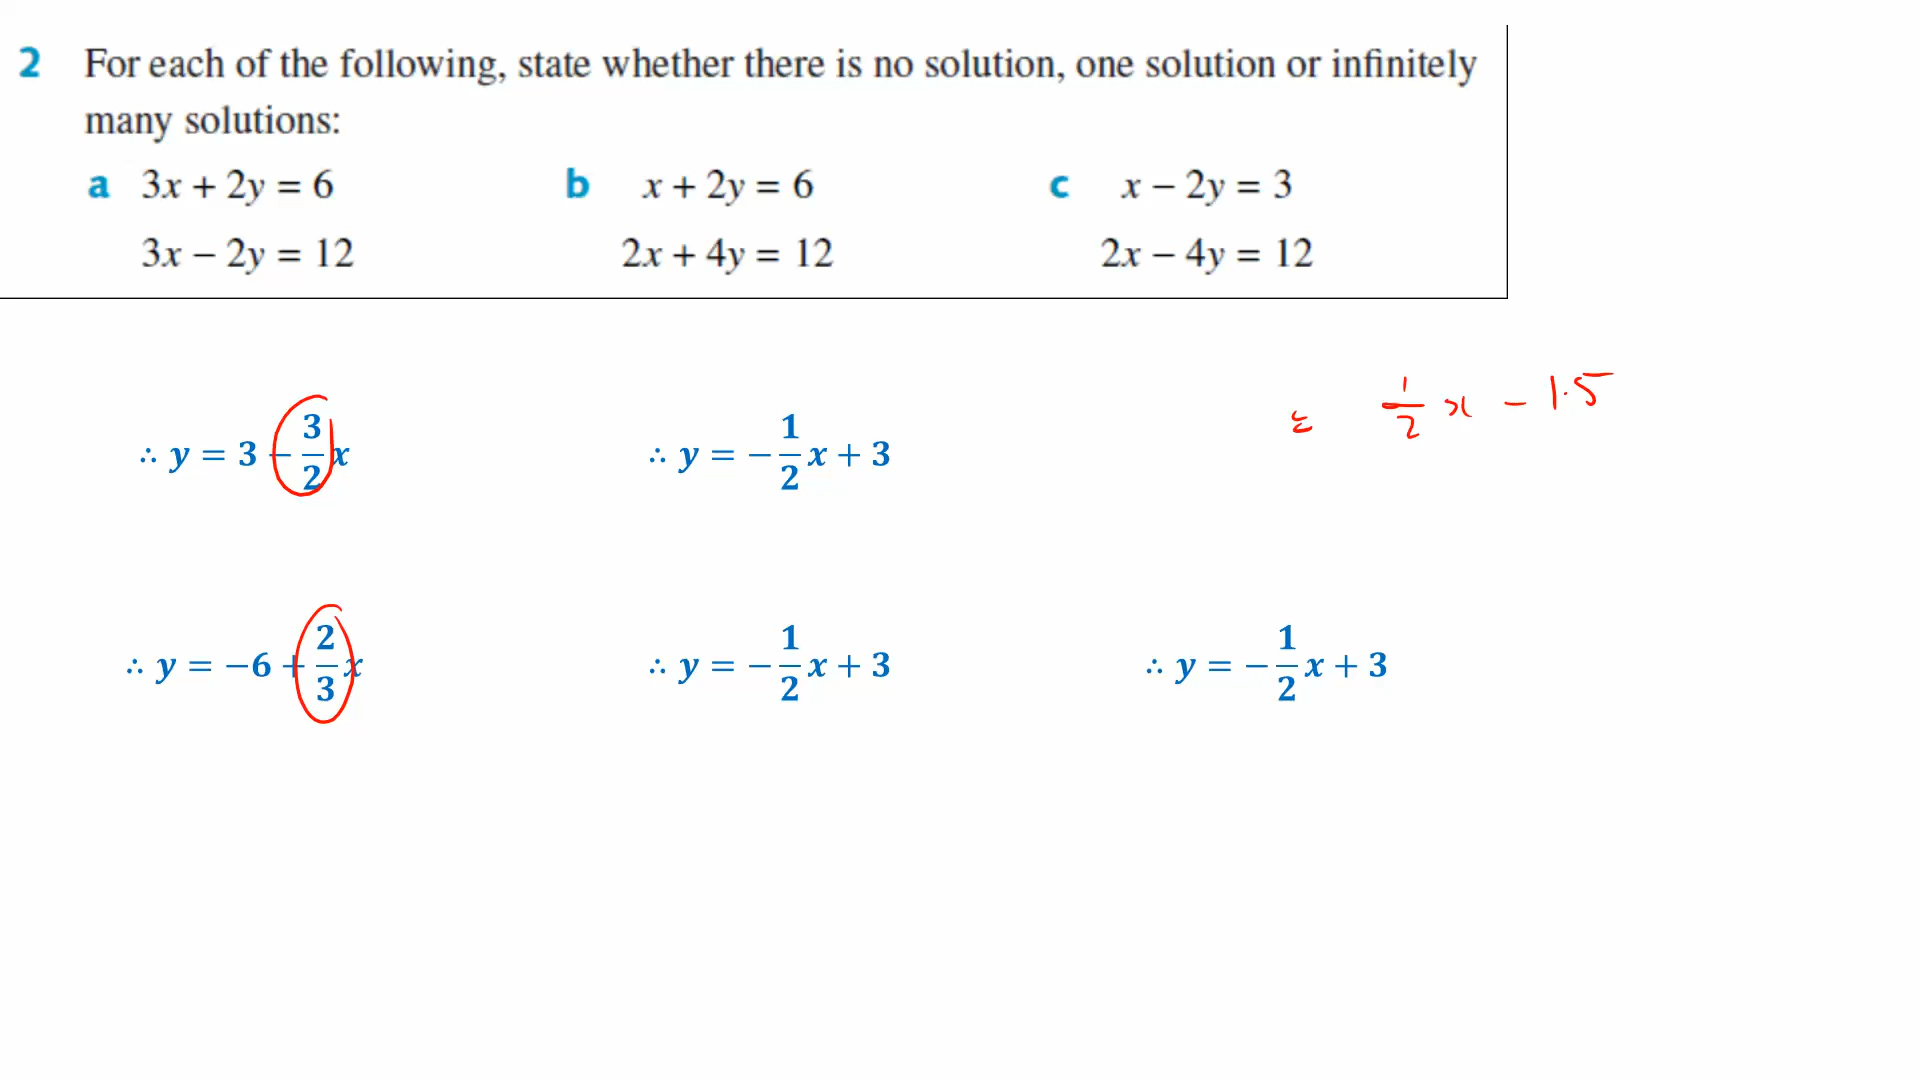 2 For each of the following, state whether there is no solution, one solution or infinitely
many solutions:
a 3x + 2y = 6 b x + 2y = 6 c x − 2y = 3
3x − 2y = 12 2x + 4y = 12 2x − 4y = 12
∴ y = 3 − 3/2 x ∴ y = −1/2 x + 3 1/2 x − 1.5
∴ y = −6 + 2/3 x ∴ y = −1/2 x + 3 ∴ y = −1/2 x + 3